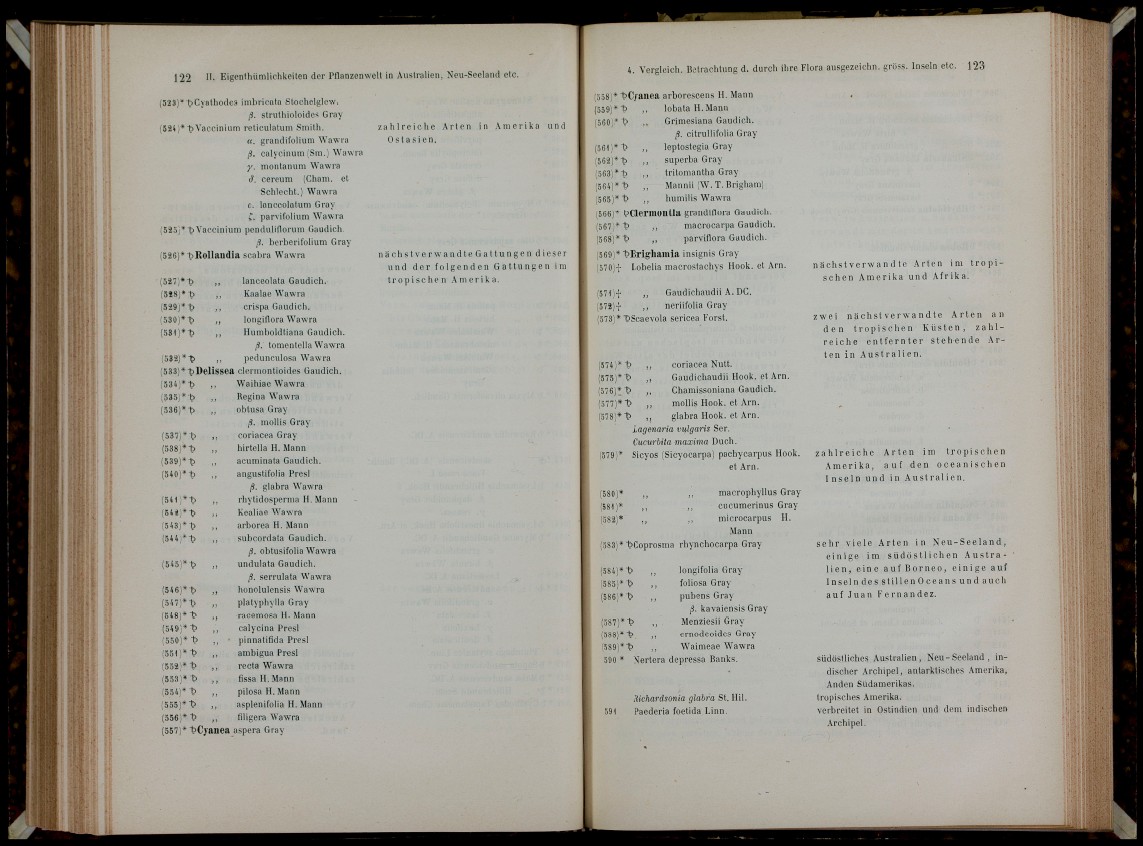 122 II. Eigenthümlichkeiten der Pflanzenwelt in Australien, Neu-Seeland etc.
(523)* ♄ Cyathodes imbricata Stochelglew.
β. struthioloides Gray
(524)* ♄ Vaccinium reticulatum Smith. zahlreiche Arten in Amerika und
α. grandifolium Wawra Ostasien.
β. calycinum (Sm.) Wawra
γ. montanum Wawra
δ. cereum (Cham. et
Schlecht.) Wawra
ε. lanceolatum Gray
ζ. parvifolium Wawra
(525)* ♄ Vaccinium penduliflorum Gaudich.
β. berberifolium Gray
(526)* ♄ Rollandia scabra Wawra nächstverwandte Gattungen dieser
und der folgenden Gattungen im
(527)* ♄ ,, lanceolata Gaudich. tropischen Amerika.
(528)* ♄ ,, Kaalae Wawra
(529)* ♄ ,, crispa Gaudich.
(530)* ♄ ,, longiflora Wawra
(531)* ♄ ,, Humboldtiana Gaudich.
β. tomentella Wawra
(532)* ♄ ,, pedunculosa Wawra
(533)* ♄ Delissea clermontioides Gaudich.
(534)* ♄ ,, Waihiae Wawra
(535)* ♄ ,, Regina Wawra
(536)* ♄ ,, obtusa Gray
β. mollis Gray
(537)* ♄ ,, coriacea Gray
(538)* ♄ ,, hirtella H. Mann
(539)* ♄ ,, acuminata Gaudich.
(540)* ♄ ,, angustifolia Presl
β. glabra Wawra
(541)* ♄ ,, rhytidosperma H. Mann
(542)* ♄ ,, Kealiae Wawra
(543)* ♄ ,, arborea H. Mann
(544)* ♄ ,, subcordata Gaudich.
β. obtusifolia Wawra
(545)* ♄ ,, undulata Gaudich.
β. serrulata Wawra
(546)* ♄ ,, honolulensis Wawra
(547)* ♄ ,, platyphylla Gray
(548)* ♄ ,, racemosa H. Mann
(549)* ♄ ,, calycina Presl
(550)* ♄ ,, pinnatifida Presl
(551)* ♄ ,, ambigua Presl
(552)* ♄ ,, recta Wawra
(553)* ♄ ,, fissa H. Mann
(554)* ♄ ,, pilosa H. Mann
(555)* ♄ ,, asplenifolia H. Mann
(556)* ♄ ,, filigera Wawra
(557)* ♄ Cyanea aspera Gray
4. Vergleich. Betrachtung d. durch ihre Flora ausgezeichn. gröss. Inseln etc. 123
(558)* ♄ Cyanea arborescens H. Mann
(559)* ♄ ,, lobata H. Mann
(560)* ♄ ,, Grimesiana Gaudich.
β. citrullifolia Gray
(561)* ♄ ,, leptostegia Gray
(562)* ♄ ,, superba Gray
(563)* ♄ ,, tritomantha Gray
(564)* ♄ ,, Mannii (W. T. Brigham)
(565)* ♄ ,, humilis Wawra
(566)* ♄ Clermontia grandiflora Gaudich.
(567)* ♄ ,, macrocarpa Gaudich.
(568)* ♄ ,, parviflora Gaudich.
(569)* ♄ Brighamia insignis Gray
(570)† Lobelia macrostachys Hook. et Arn. nächstverwandte Arten im tropi-
schen Amerika und Afrika.
(571)† ,, Gaudichaudii A. DC.
(572)† ,, neriifolia Gray
(573)* ♄ Scaevola sericea Forst. zwei nächstverwandte Arten an
den tropischen Küsten, zahl-
reiche entfernter stehende Ar-
ten in Australien.
(574)* ♄ ,, coriacea Nutt.
(575)* ♄ ,, Gaudichaudii Hook. et Arn.
(576)* ♄ ,, Chamissoniana Gaudich.
(577)* ♄ ,, mollis Hook. et Arn.
(578)* ♄ ,, glabra Hook. et Arn.
Lagenaria vulgaris Ser.
Cucurbita maxima Duch.
(579)* Sicyos (Sicyocarpa) pachycarpus Hook. zahlreiche Arten im tropischen
et Arn. Amerika, auf den oceanischen
Inseln und in Australien.
(580)* ,, ,, macrophyllus Gray
(581)* ,, ,, cucumerinus Gray
(582)* ,, ,, microcarpus H.
Mann
(583)* ♄ Coprosma rhynchocarpa Gray sehr viele Arten in Neu-Seeland,
einige im südöstlichen Austra-
(584)* ♄ ,, longifolia Gray lien, eine auf Borneo, einige auf
(585)* ♄ ,, foliosa Gray Inseln des stillen Oceans und auch
(586)* ♄ ,, pubens Gray auf Juan Fernandez.
β. kavaiensis Gray
(587)* ♄ ,, Menziesii Gray
(588)* ♄ ,, ernodeoides Gray
(589)* ♄ ,, Waimeae Wawra
590 * Nertera depressa Banks. südöstliches Australien, Neu-Seeland, in-
discher Archipel, antarktisches Amerika,
Anden Südamerikas.
Richardsonia glabra St. Hil. tropisches Amerika.
591 Paederia foetida Linn. verbreitet in Ostindien und dem indischen
Archipel.